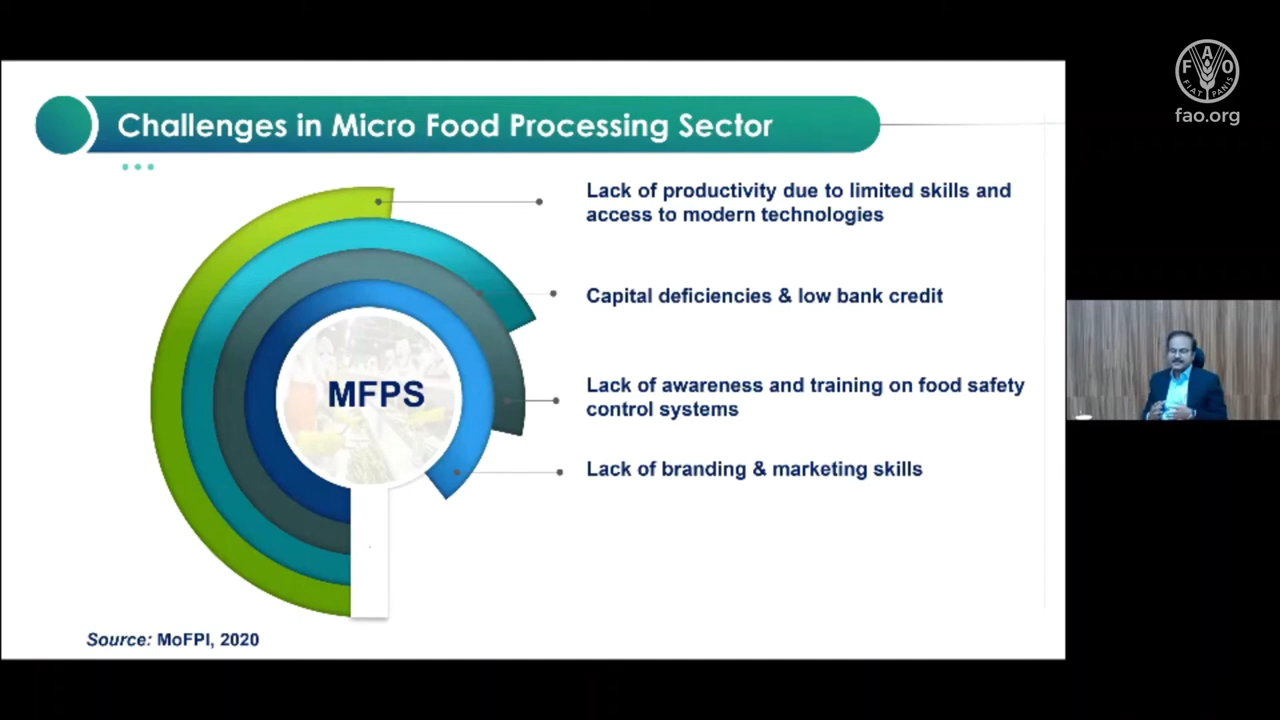 F A O
FIAT PANIS
fao.org
Challenges in Micro Food Processing Sector
Lack of productivity due to limited skills and
access to modern technologies
Capital deficiencies & low bank credit
Lack of awareness and training on food safety
control systems
Lack of branding & marketing skills
MFPS
Source: MoFPI, 2020